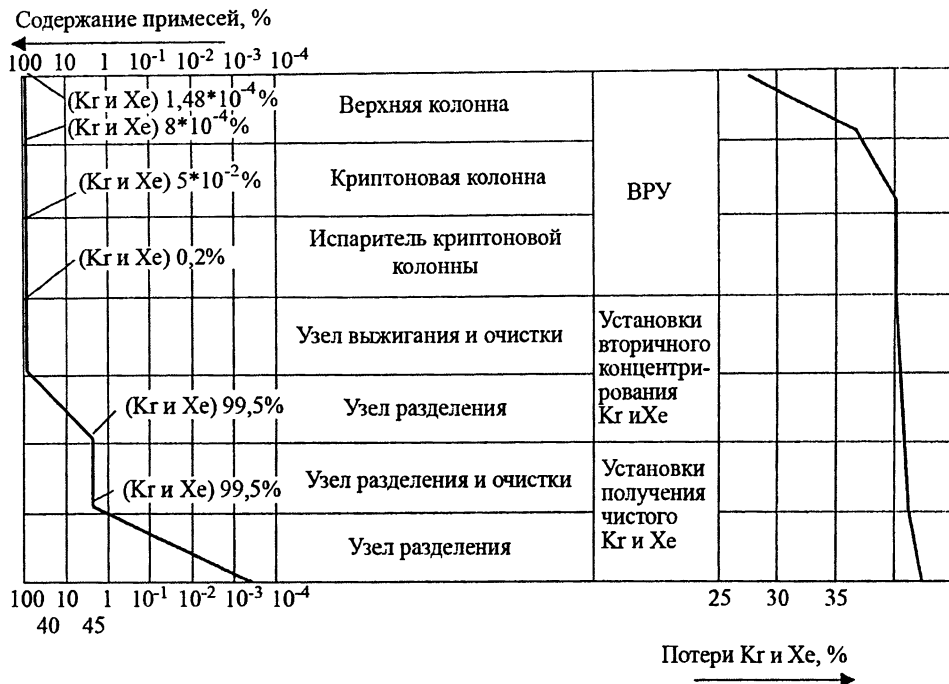 Содержание примесей, %
100 10 1 10⁻¹ 10⁻² 10⁻³ 10⁻⁴
(Kr и Xe) 1,48*10⁻⁴%
(Kr и Xe) 8*10⁻⁴%
Верхняя колонна
(Kr и Xe) 5*10⁻²%
Криптоновая колонна
ВРУ
(Kr и Xe) 0,2%
Испаритель криптоновой
колонны
Узел выжигания и очистки
Установки
вторичного
концентри-
рования
Kr иXe
(Kr и Xe) 99,5%
Узел разделения
(Kr и Xe) 99,5%
Узел разделения и очистки
Установки
получения
чистого
Kr и Xe
Узел разделения
100 10 1 10⁻¹ 10⁻² 10⁻³ 10⁻⁴
25 30 35
40 45
Потери Kr и Xe, %